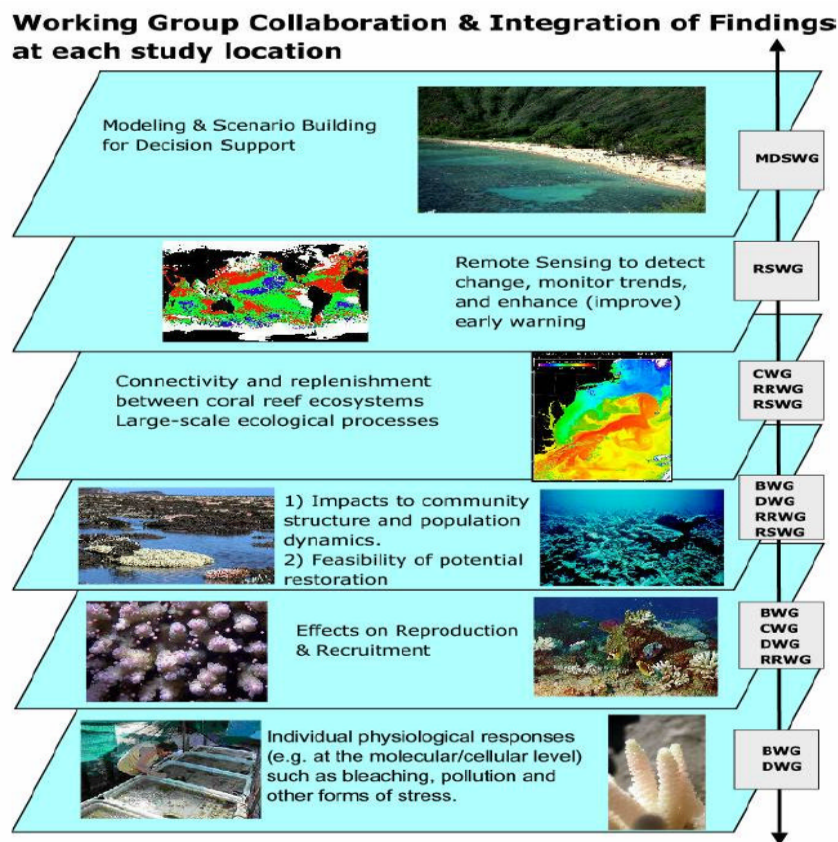 Working Group Collaboration & Integration of Findings
at each study location
Modeling & Scenario Building
for Decision Support
MDSWG
Remote Sensing to detect
change, monitor trends,
and enhance (improve)
early warning
RSWG
Connectivity and replenishment
between coral reef ecosystems
Large-scale ecological processes
CWG
RRWG
RSWG
1) Impacts to community
structure and population
dynamics.
2) Feasibility of potential
restoration
BWG
DWG
RRWG
RSWG
Effects on Reproduction
& Recruitment
BWG
CWG
DWG
RRWG
Individual physiological responses
(e.g. at the molecular/cellular level)
such as bleaching, pollution and
other forms of stress.
BWG
DWG